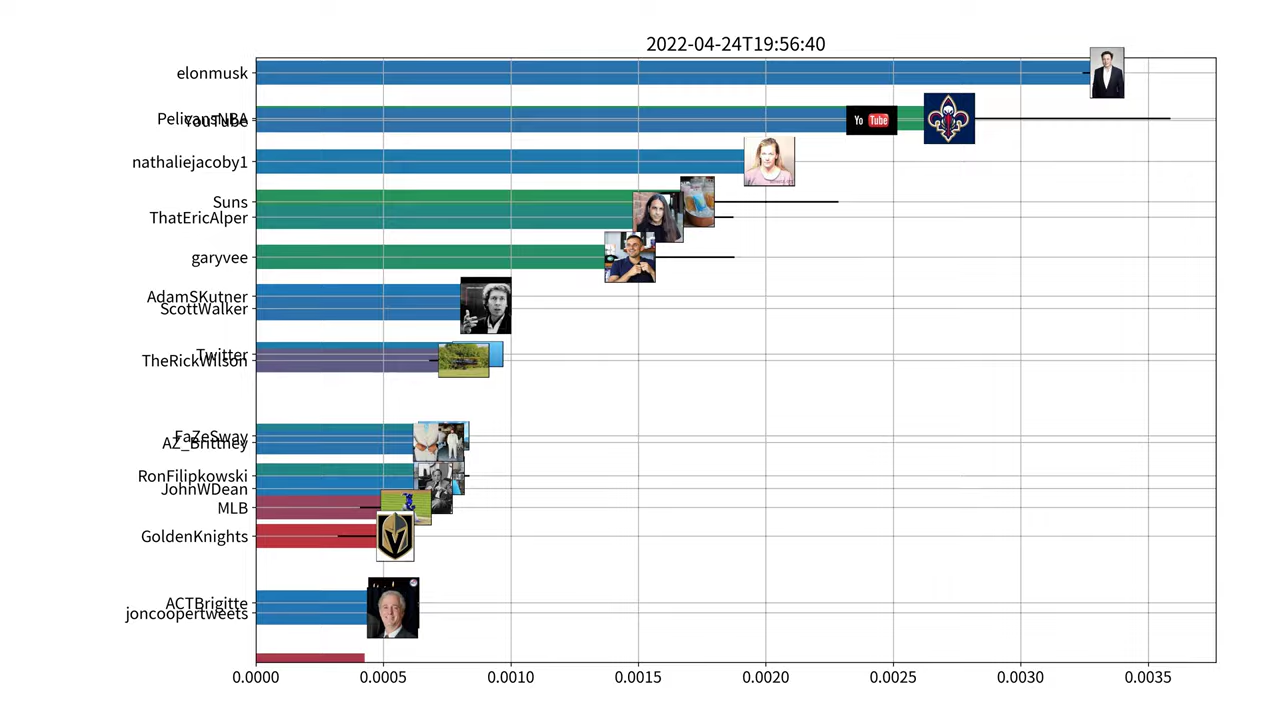 2022-04-24T19:56:40
elonmusk
PelicansNBA
YouTube
Yo Tube
nathaliejacoby1
Suns
ThatEricAlper
garyvee
AdamSKutner
ScottWalker
Twitter
TheRickWilson
FaZeSway
AZ_Brittney
RonFilipkowski
JohnWDean
MLB
GoldenKnights
ACTBrigitte
joncoopertweets
0.0000 0.0005 0.0010 0.0015 0.0020 0.0025 0.0030 0.0035